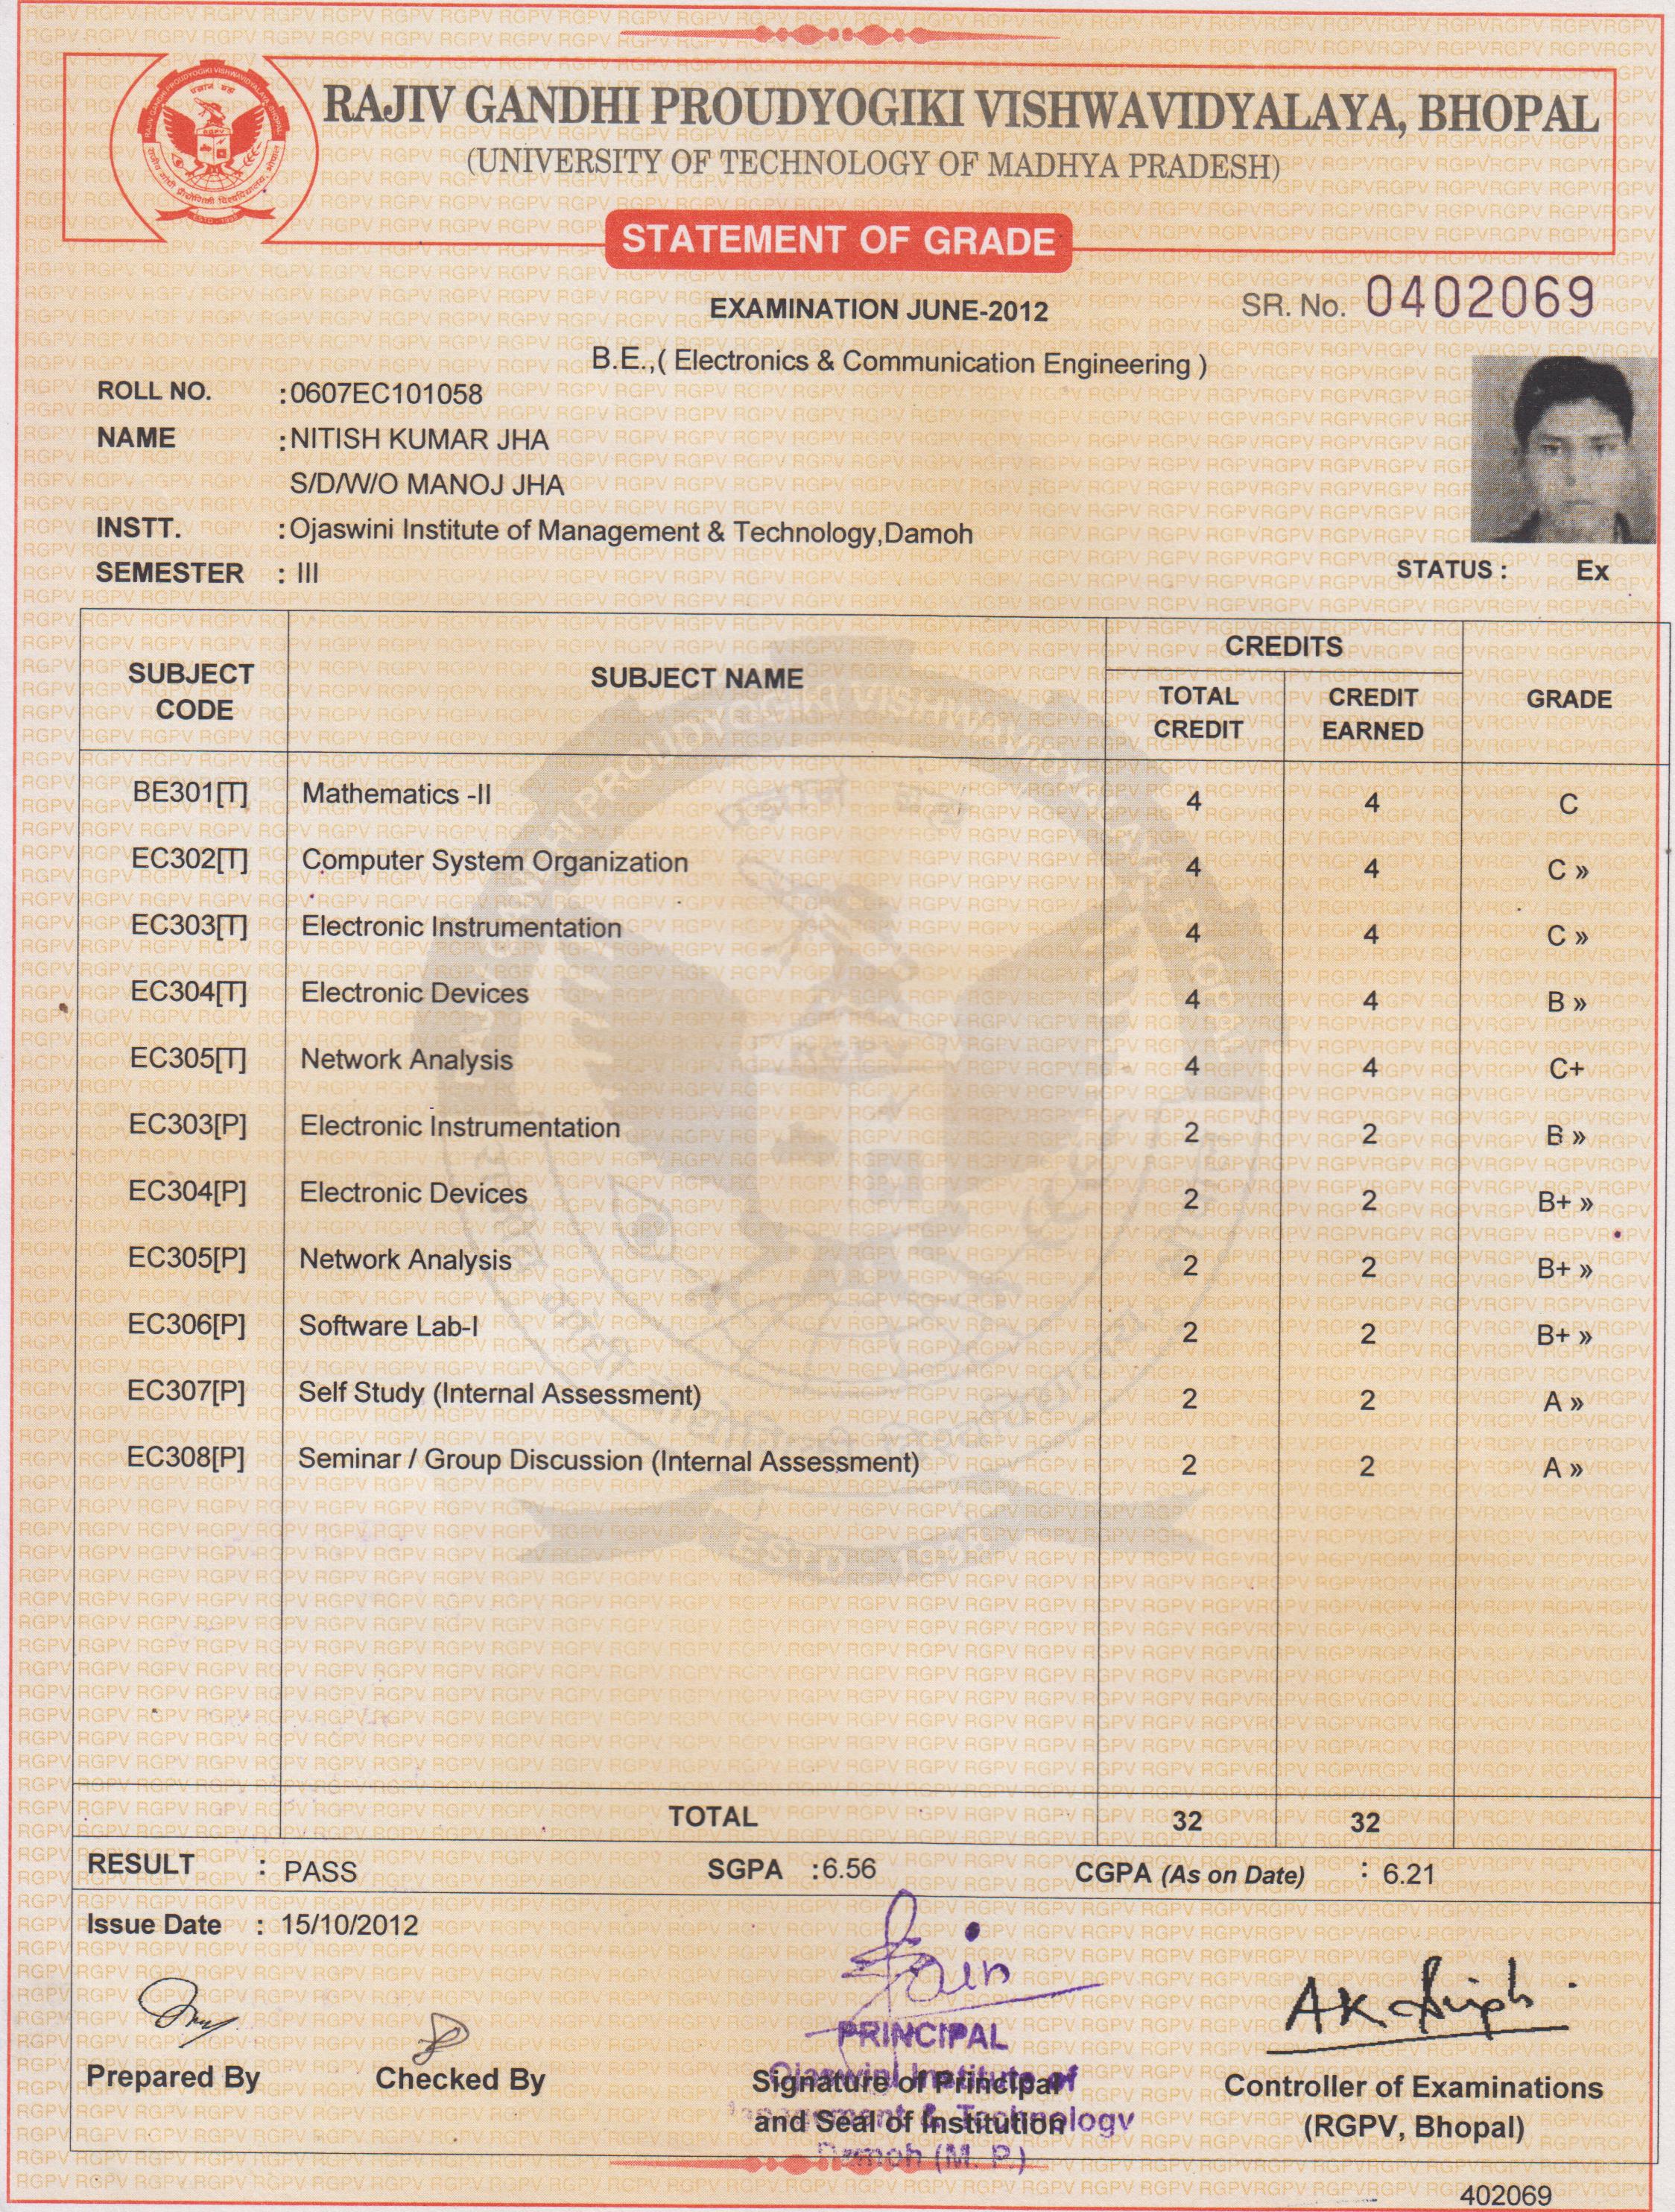 RAJIV GANDHI PROUDYOGIKI VISHWAVIDYALAYA, BHOPAL
(UNIVERSITY OF TECHNOLOGY OF MADHYA PRADESH)
STATEMENT OF GRADE
EXAMINATION JUNE-2012
SR. No. 0402069
B.E.,( Electronics & Communication Engineering )
ROLL NO. :0607EC101058
NAME :NITISH KUMAR JHA
S/D/W/O MANOJ JHA
INSTT. :Ojaswini Institute of Management & Technology,Damoh
SEMESTER : III
STATUS : Ex
SUBJECT CODE SUBJECT NAME CREDITS GRADE
TOTAL CREDIT CREDIT EARNED
BE301[T] Mathematics -II 4 4 C
EC302[T] Computer System Organization 4 4 C »
EC303[T] Electronic Instrumentation 4 4 C »
EC304[T] Electronic Devices 4 4 B »
EC305[T] Network Analysis 4 4 C+
EC303[P] Electronic Instrumentation 2 2 B »
EC304[P] Electronic Devices 2 2 B+ »
EC305[P] Network Analysis 2 2 B+ »
EC306[P] Software Lab-I 2 2 B+ »
EC307[P] Self Study (Internal Assessment) 2 2 A »
EC308[P] Seminar / Group Discussion (Internal Assessment) 2 2 A »
TOTAL 32 32
RESULT : PASS SGPA :6.56 CGPA (As on Date) : 6.21
Issue Date : 15/10/2012
PRINCIPAL
Ojaswini Institute of
Management & Technology
Damoh (M. P.)
Prepared By Checked By Signature of Principal Controller of Examinations
and Seal of Institution (RGPV, Bhopal)
402069